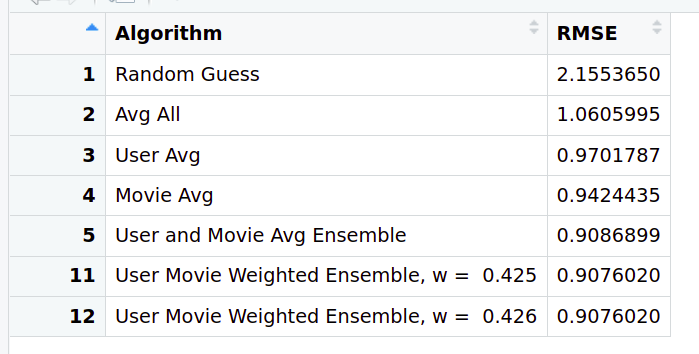 Algorithm RMSE
1 Random Guess 2.1553650
2 Avg All 1.0605995
3 User Avg 0.9701787
4 Movie Avg 0.9424435
5 User and Movie Avg Ensemble 0.9086899
11 User Movie Weighted Ensemble, w =  0.425 0.9076020
12 User Movie Weighted Ensemble, w =  0.426 0.9076020